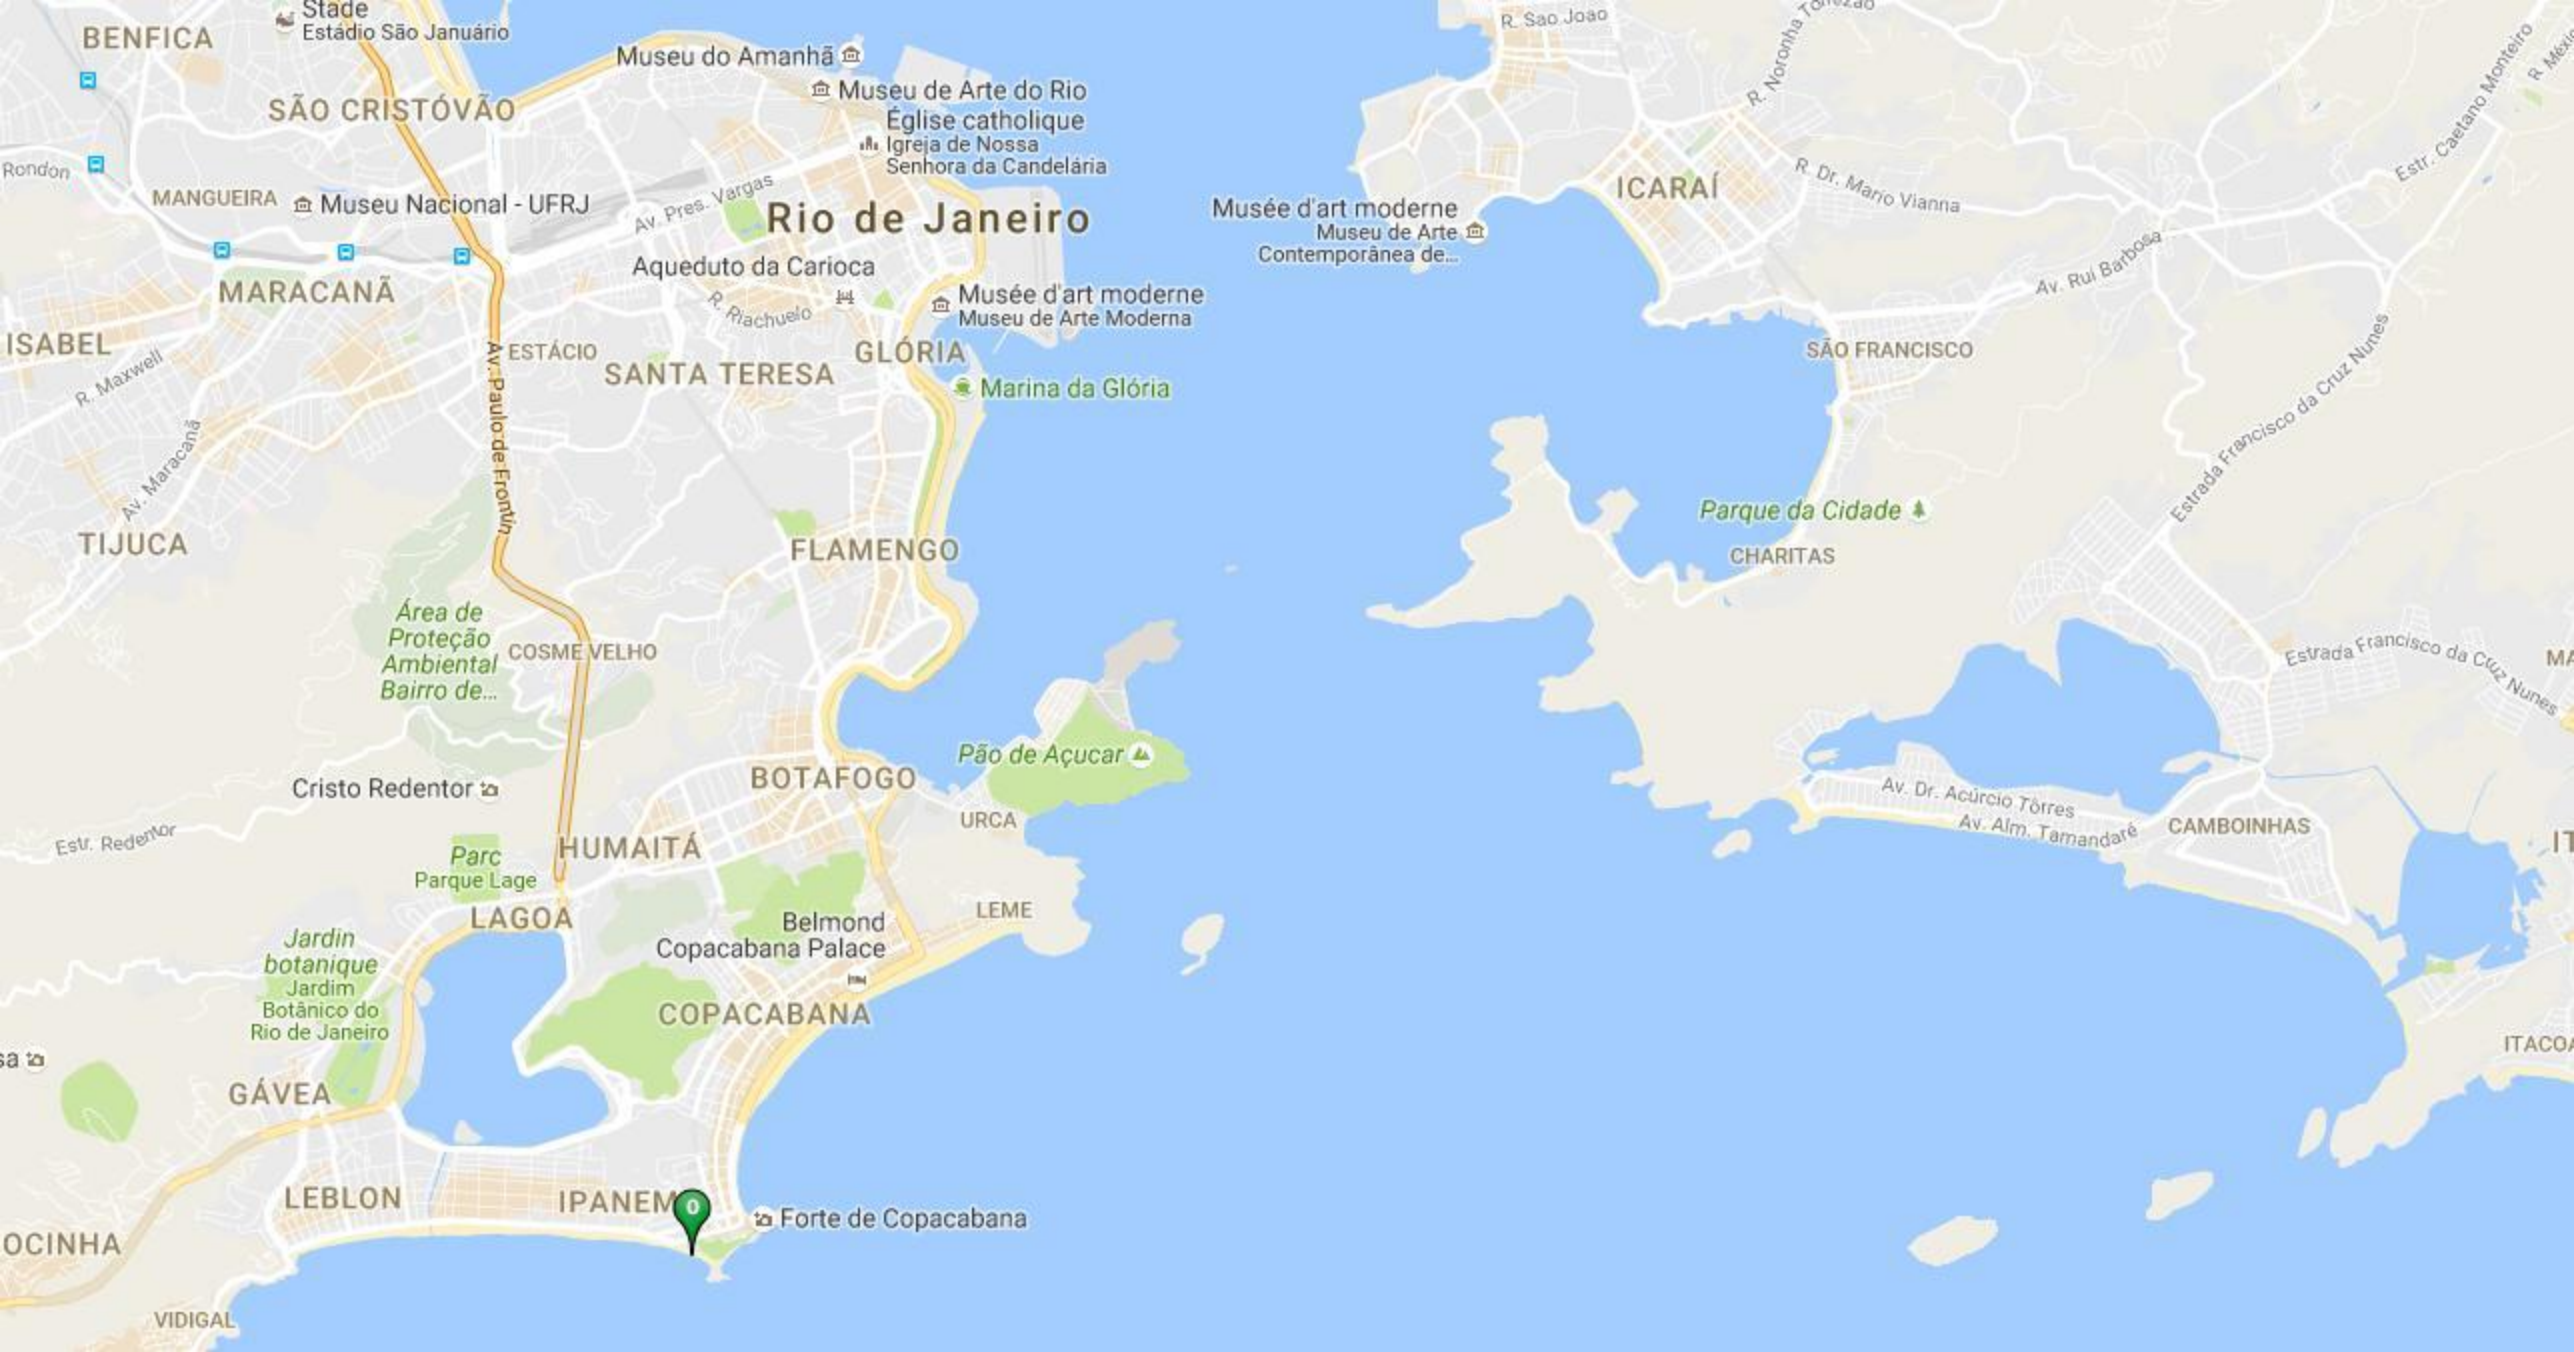 Stade
Estádio São Januário
BENFICA
R. Sao Joao
R. Noronha Torrezão
Estr. Caetano Monteiro
Museu do Amanhã
Museu de Arte do Rio
SÃO CRISTÓVÃO
Église catholique
Igreja de Nossa
Senhora da Candelária
Rondon
MANGUEIRA
Museu Nacional - UFRJ
Av. Pres. Vargas
Rio de Janeiro
Musée d'art moderne
Museu de Arte
Contemporânea de...
ICARAÍ
R. Dr. Mario Vianna
Av. Rui Barbosa
Aqueduto da Carioca
MARACANÃ
R. Riachuelo
Musée d'art moderne
Museu de Arte Moderna
ISABEL
R. Maxwell
Av. Paulo de Frontin
ESTÁCIO
SANTA TERESA
GLÓRIA
SÃO FRANCISCO
Estrada Francisco da Cruz Nunes
Marina da Glória
Av. Maracanã
TIJUCA
Parque da Cidade
CHARITAS
FLAMENGO
Área de
Proteção
Ambiental
Bairro de...
COSME VELHO
Estrada Francisco da Cruz Nunes
MA
Pão de Açucar
BOTAFOGO
Cristo Redentor
URCA
Estr. Redentor
HUMAITÁ
Av. Dr. Acúrcio Tôrres
Av. Alm. Tamandaré
CAMBOINHAS
IT
Parc
Parque Lage
LAGOA
LEME
Belmond
Copacabana Palace
Jardin
botanique
Jardim
Botânico do
Rio de Janeiro
COPACABANA
sa
ITACOA
GÁVEA
LEBLON
IPANEM
0
Forte de Copacabana
OCINHA
VIDIGAL